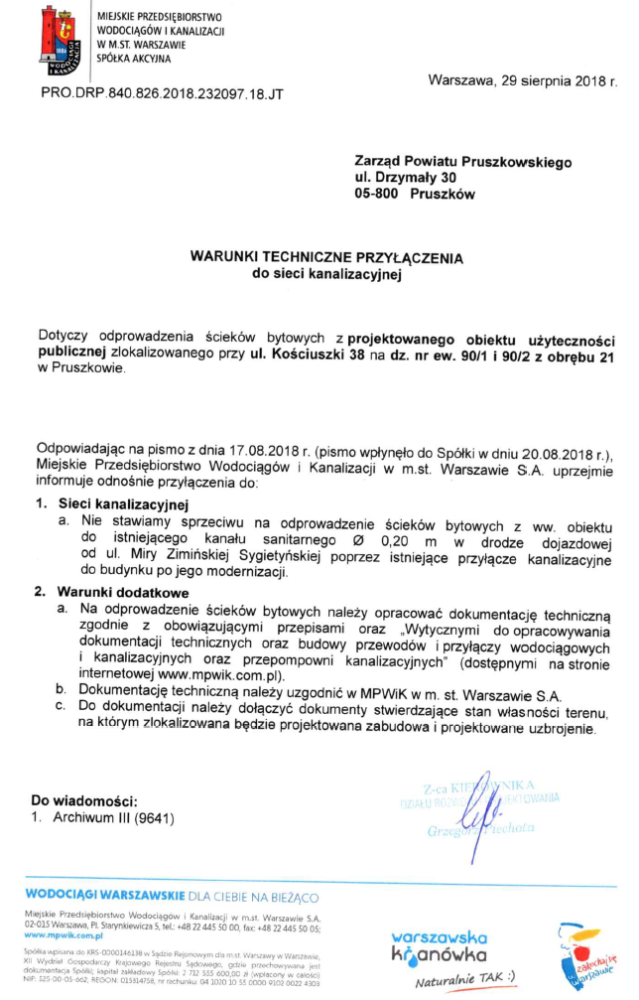 MIEJSKIE PRZEDSIĘBIORSTWO
WODOCIĄGÓW I KANALIZACJI
W M.ST. WARSZAWIE
SPÓŁKA AKCYJNA
WODOCIĄGI
I KANALIZACJA
Warszawa, 29 sierpnia 2018 r.
PRO.DRP.840.826.2018.232097.18.JT
Zarząd Powiatu Pruszkowskiego
ul. Drzymały 30
05-800 Pruszków
WARUNKI TECHNICZNE PRZYŁĄCZENIA
do sieci kanalizacyjnej
Dotyczy odprowadzenia ścieków bytowych z projektowanego obiektu użyteczności
publicznej zlokalizowanego przy ul. Kościuszki 38 na dz. nr ew. 90/1 i 90/2 z obrębu 21
w Pruszkowie.
Odpowiadając na pismo z dnia 17.08.2018 r. (pismo wpłynęło do Spółki w dniu 20.08.2018 r.),
Miejskie Przedsiębiorstwo Wodociągów i Kanalizacji w m.st. Warszawie S.A. uprzejmie
informuje odnośnie przyłączenia do:
1. Sieci kanalizacyjnej
a. Nie stawiamy sprzeciwu na odprowadzenie ścieków bytowych z ww. obiektu
do istniejącego kanału sanitarnego Ø 0,20 m w drodze dojazdowej
od ul. Miry Zimińskiej Sygietyńskiej poprzez istniejące przyłącze kanalizacyjne
do budynku po jego modernizacji.
2. Warunki dodatkowe
a. Na odprowadzenie ścieków bytowych należy opracować dokumentację techniczną
zgodnie z obowiązującymi przepisami oraz „Wytycznymi do opracowywania
dokumentacji technicznych oraz budowy przewodów i przyłączy wodociągowych
i kanalizacyjnych oraz przepompowni kanalizacyjnych" (dostępnymi na stronie
internetowej www.mpwik.com.pl).
b. Dokumentację techniczną należy uzgodnić w MPWiK w m. st. Warszawie S.A.
c. Do dokumentacji należy dołączyć dokumenty stwierdzające stan własności terenu,
na którym zlokalizowana będzie projektowana zabudowa i projektowane uzbrojenie.
Do wiadomości:
1. Archiwum III (9641)
Z-ca KIEROWNIKA
DZIAŁU ROZWOJU I PROJEKTOWANIA
Grzegorz Piechota
WODOCIĄGI WARSZAWSKIE DLA CIEBIE NA BIEŻĄCO
Miejskie Przedsiębiorstwo Wodociągów i Kanalizacji w m.st. Warszawie S.A.
02-015 Warszawa, Pl. Starynkiewicza 5, tel.: +48 22 445 50 00, fax: +48 22 445 50 05;
www.mpwik.com.pl
Spółka wpisana do KRS-0000146138 w Sądzie Rejonowym dla m.st. Warszawy w Warszawie,
XII Wydział Gospodarczy Krajowego Rejestru Sądowego, gdzie przechowywana jest
dokumentacja Spółki; kapitał zakładowy Spółki: 2 712 535 600,00 zł (wpłacony w całości)
NIP: 525-00-05-662, REGON: 015314758, nr rachunku: 04 1020 10 55 0000 9102 0022 4303
warszawska
kranówka
Naturalnie TAK :)
zakochaj się
w warszawie